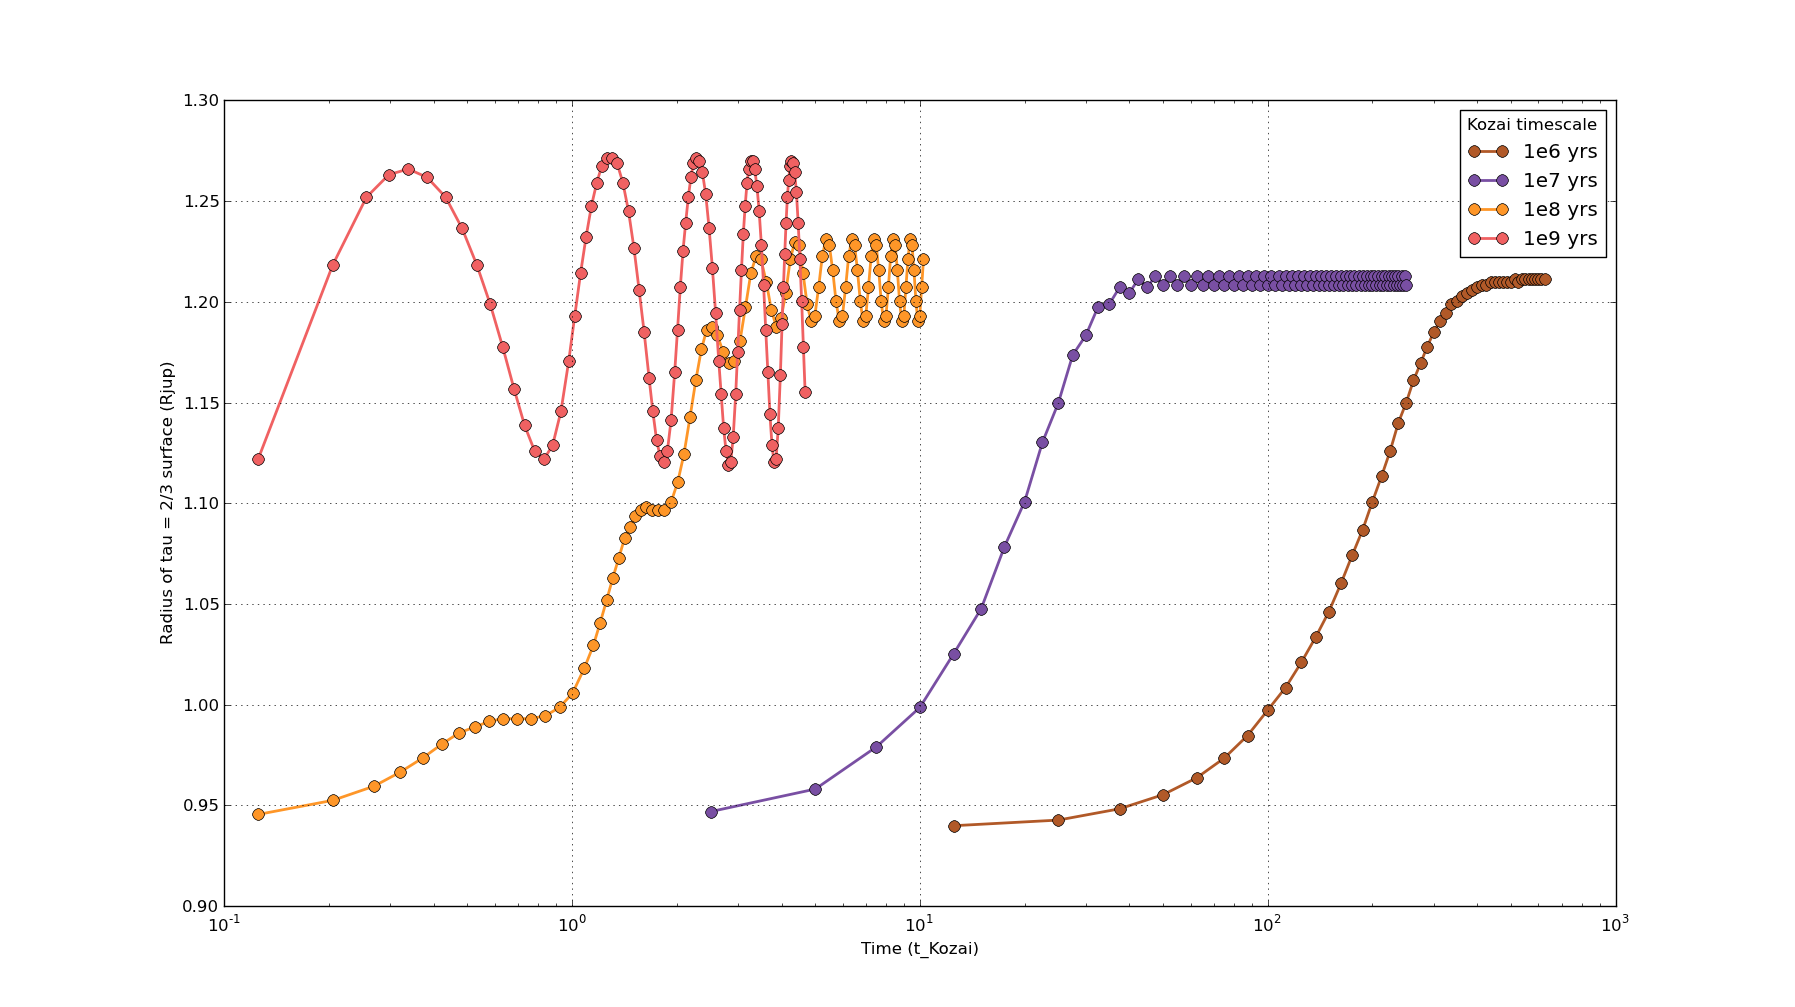 1.30
1.25
1.20
1.15
1.10
1.05
1.00
0.95
0.90
Radius of tau = 2/3 surface (Rjup)
Kozai timescale
1e6 yrs
1e7 yrs
1e8 yrs
1e9 yrs
10^-1 10^0 10^1 10^2 10^3
Time (t_Kozai)